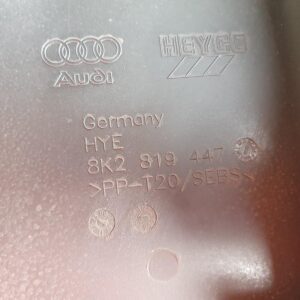 Audi
HEYCO
Germany
HYE
8K2 819 447
>PP-T20/SEBS<